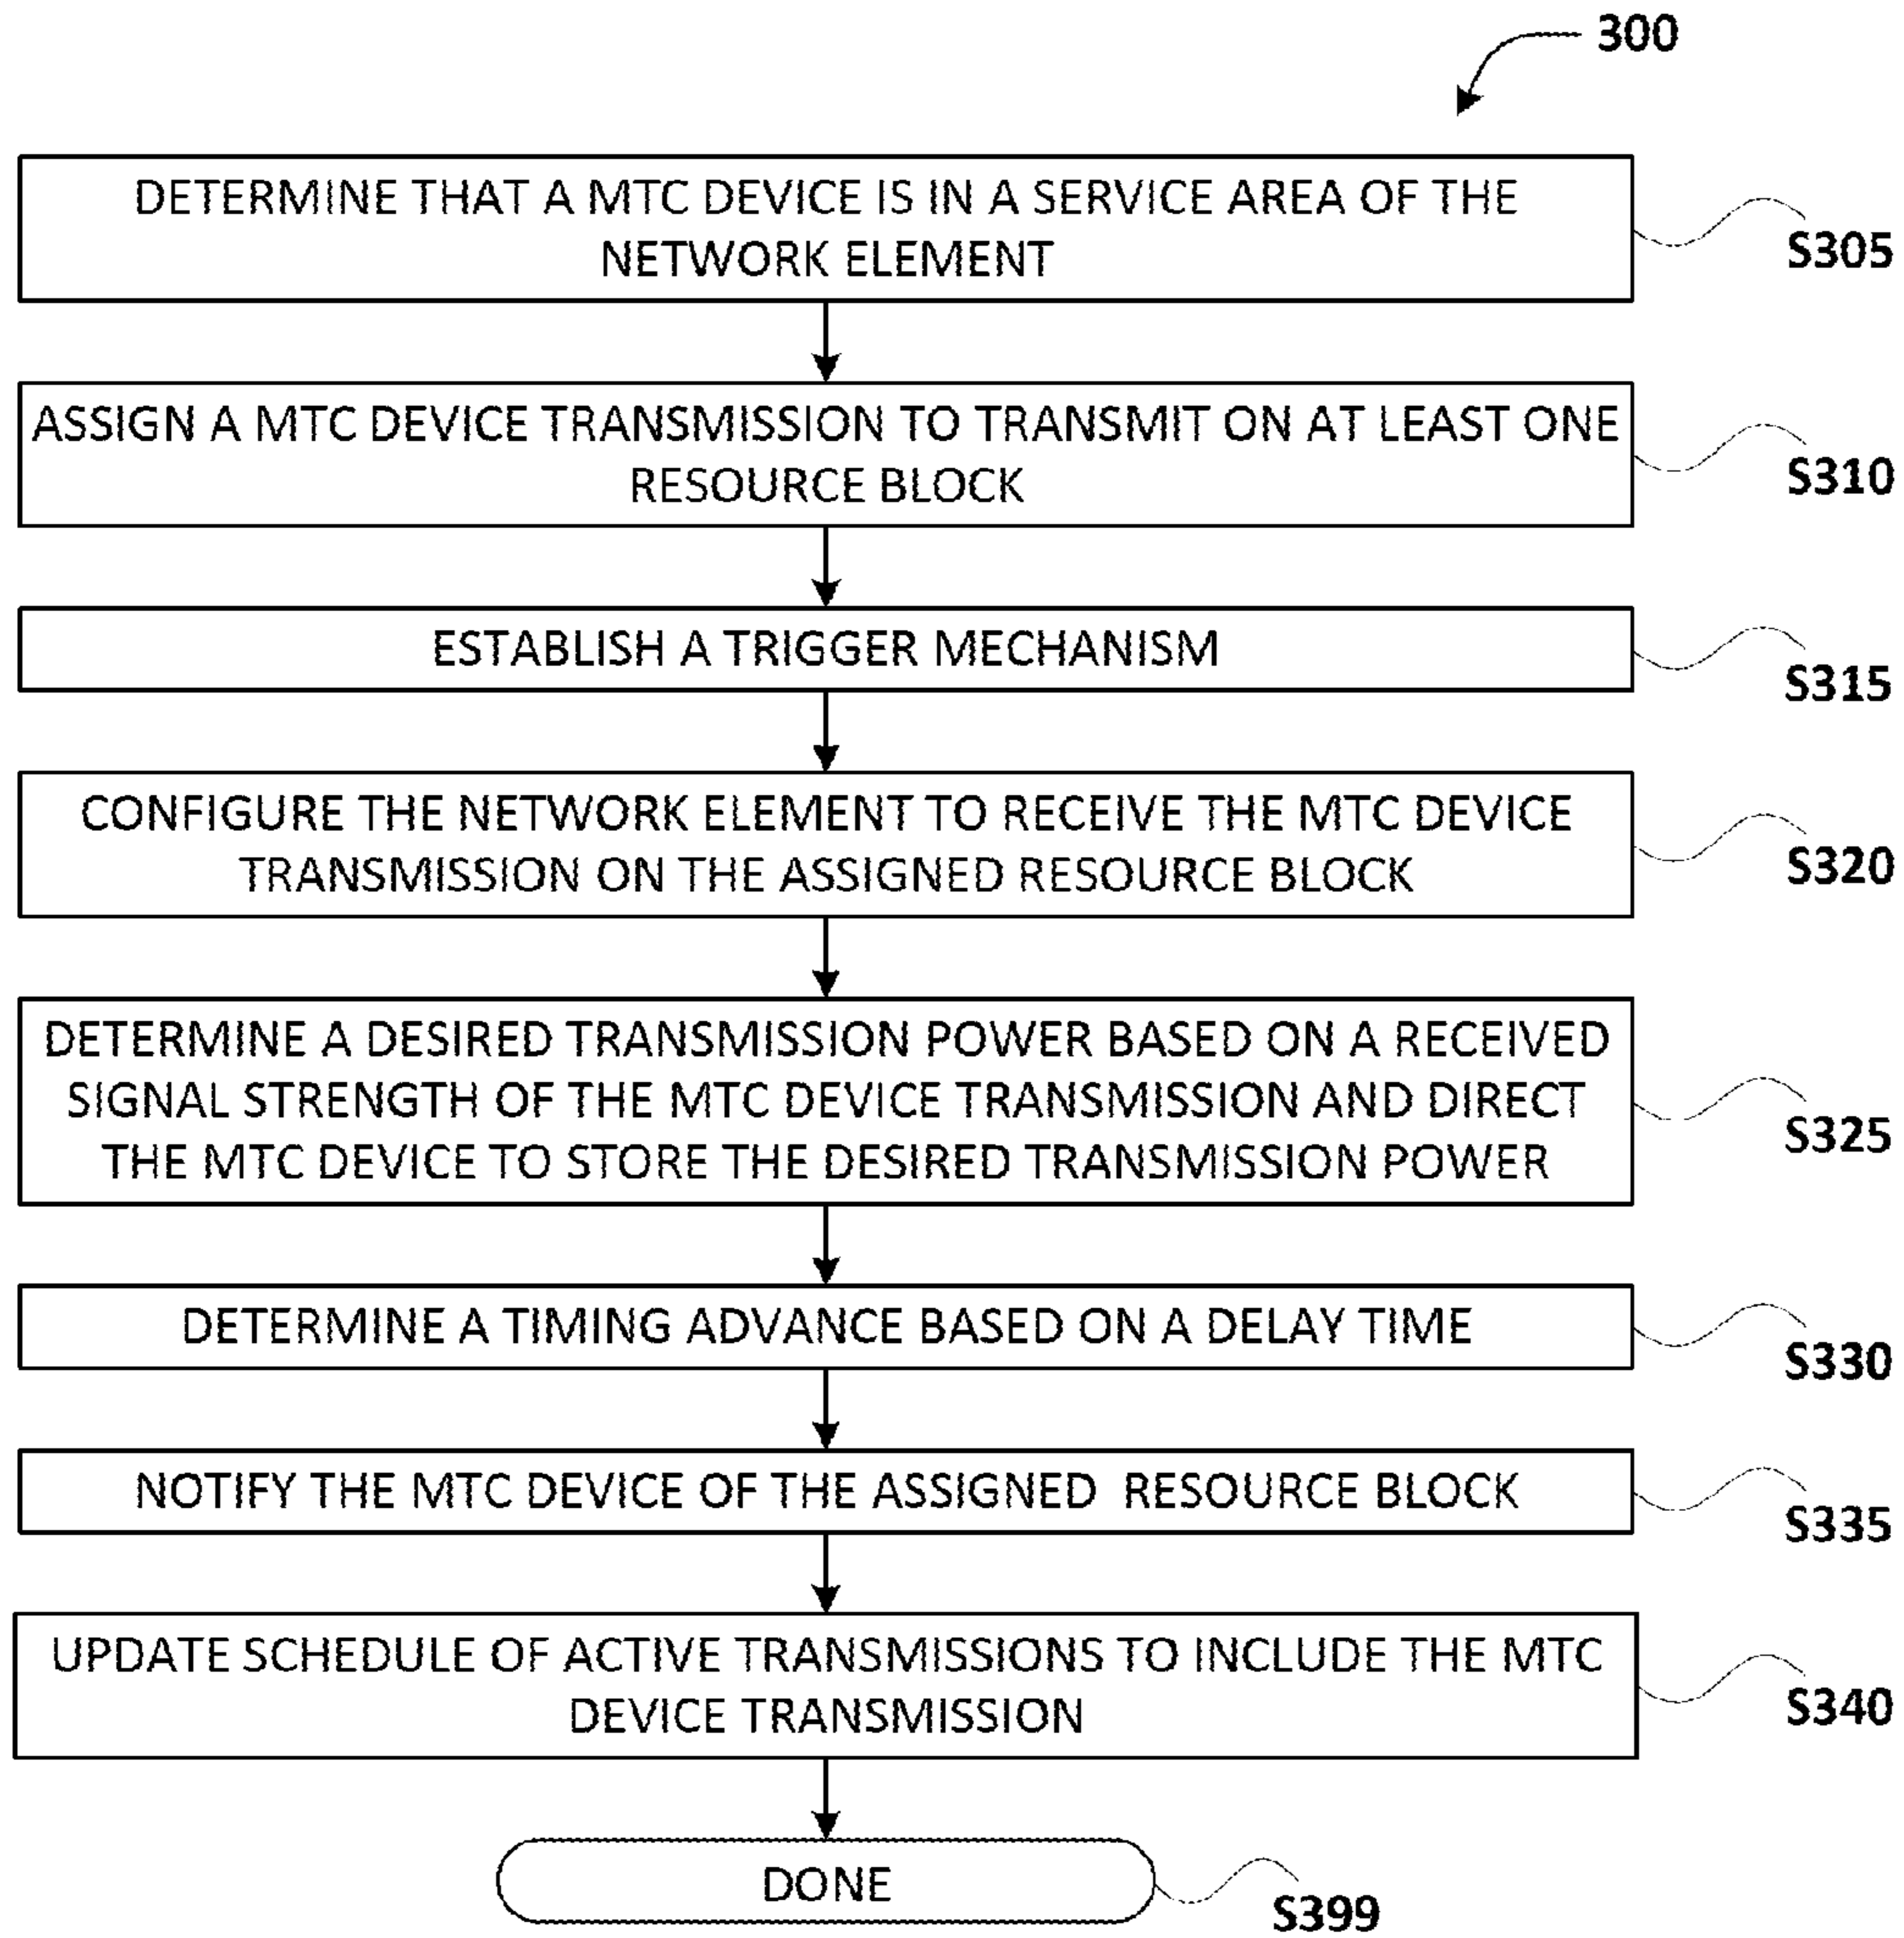 300
DETERMINE THAT A MTC DEVICE IS IN A SERVICE AREA OF THE
NETWORK ELEMENT
S305
ASSIGN A MTC DEVICE TRANSMISSION TO TRANSMIT ON AT LEAST ONE
RESOURCE BLOCK
S310
ESTABLISH A TRIGGER MECHANISM
S315
CONFIGURE THE NETWORK ELEMENT TO RECEIVE THE MTC DEVICE
TRANSMISSION ON THE ASSIGNED RESOURCE BLOCK
S320
DETERMINE A DESIRED TRANSMISSION POWER BASED ON A RECEIVED
SIGNAL STRENGTH OF THE MTC DEVICE TRANSMISSION AND DIRECT
THE MTC DEVICE TO STORE THE DESIRED TRANSMISSION POWER
S325
DETERMINE A TIMING ADVANCE BASED ON A DELAY TIME
S330
NOTIFY THE MTC DEVICE OF THE ASSIGNED RESOURCE BLOCK
S335
UPDATE SCHEDULE OF ACTIVE TRANSMISSIONS TO INCLUDE THE MTC
DEVICE TRANSMISSION
S340
DONE
S399